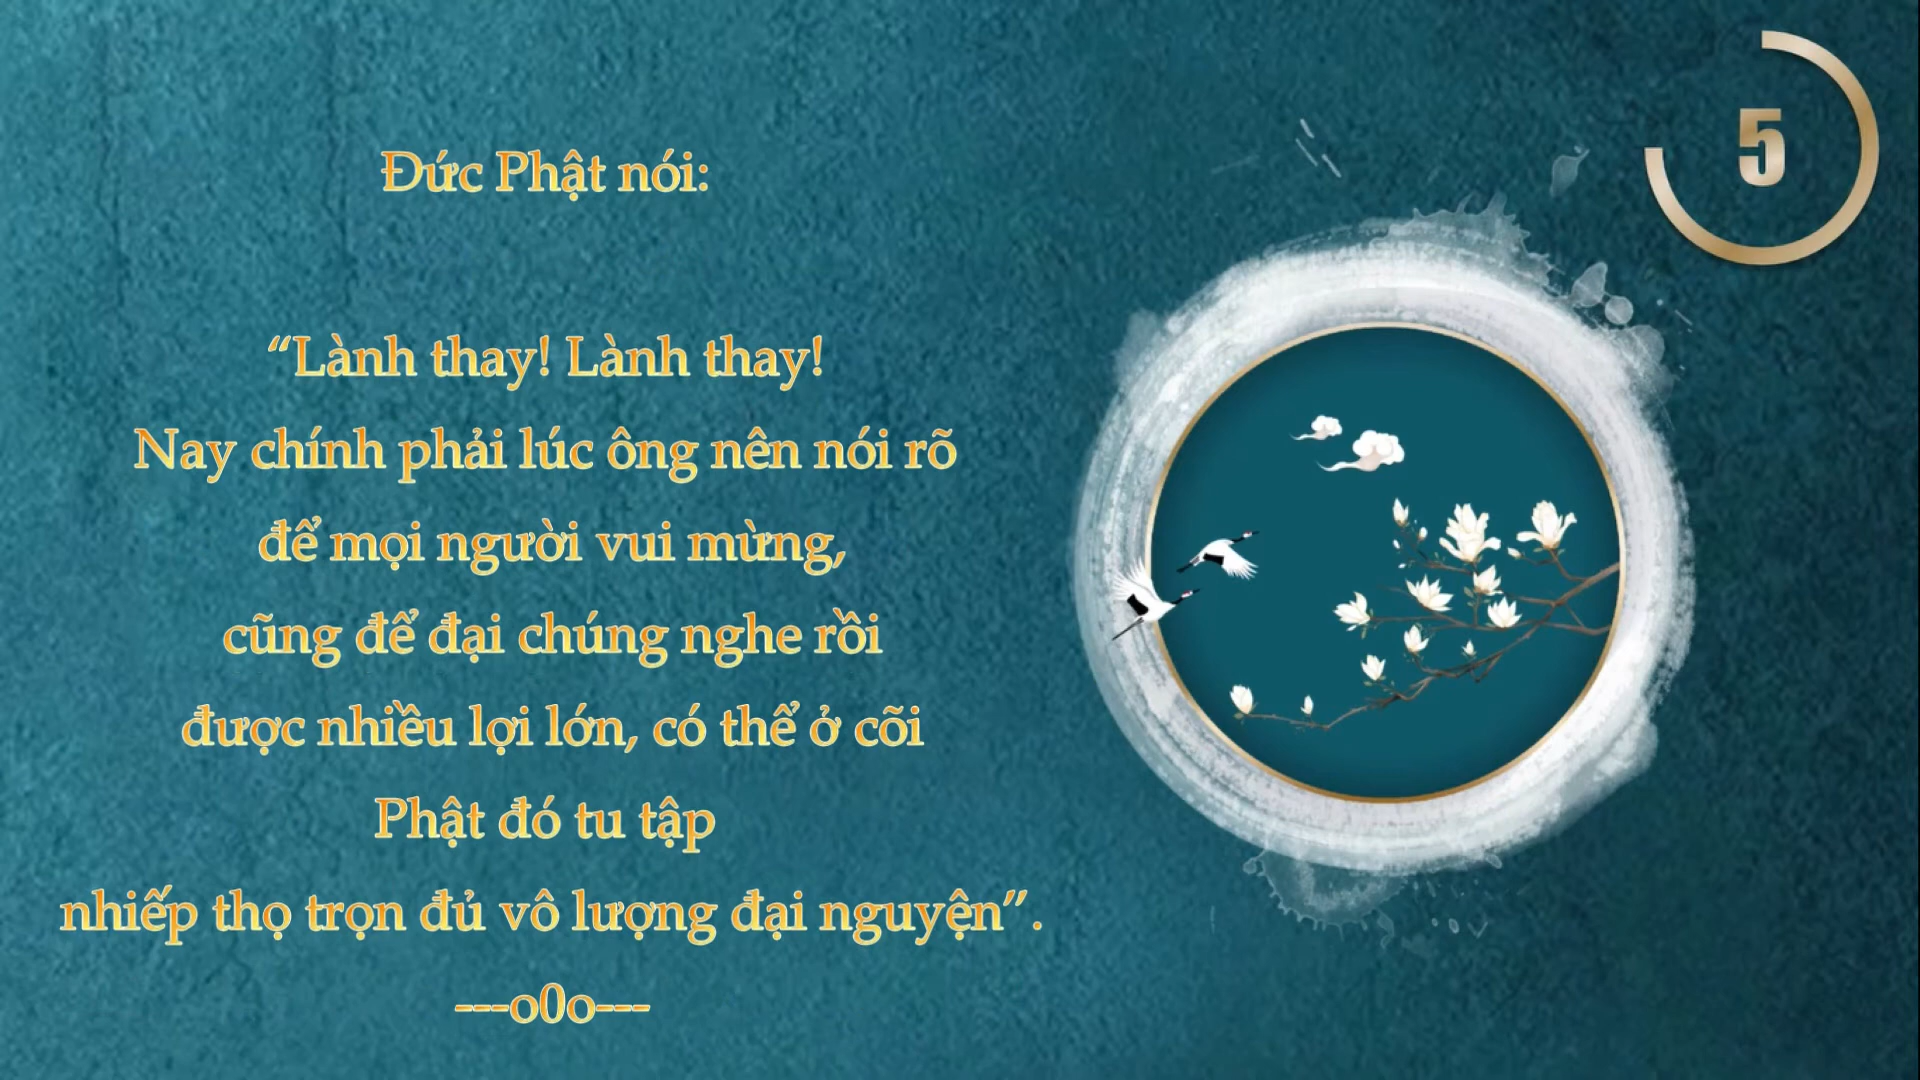 5
Đức Phật nói:
“Lành thay! Lành thay!
Nay chính phải lúc ông nên nói rõ
để mọi người vui mừng,
cũng để đại chúng nghe rồi
được nhiều lợi lớn, có thể ở cõi
Phật đó tu tập
nhiếp thọ trọn đủ vô lượng đại nguyện”.
---o0o---